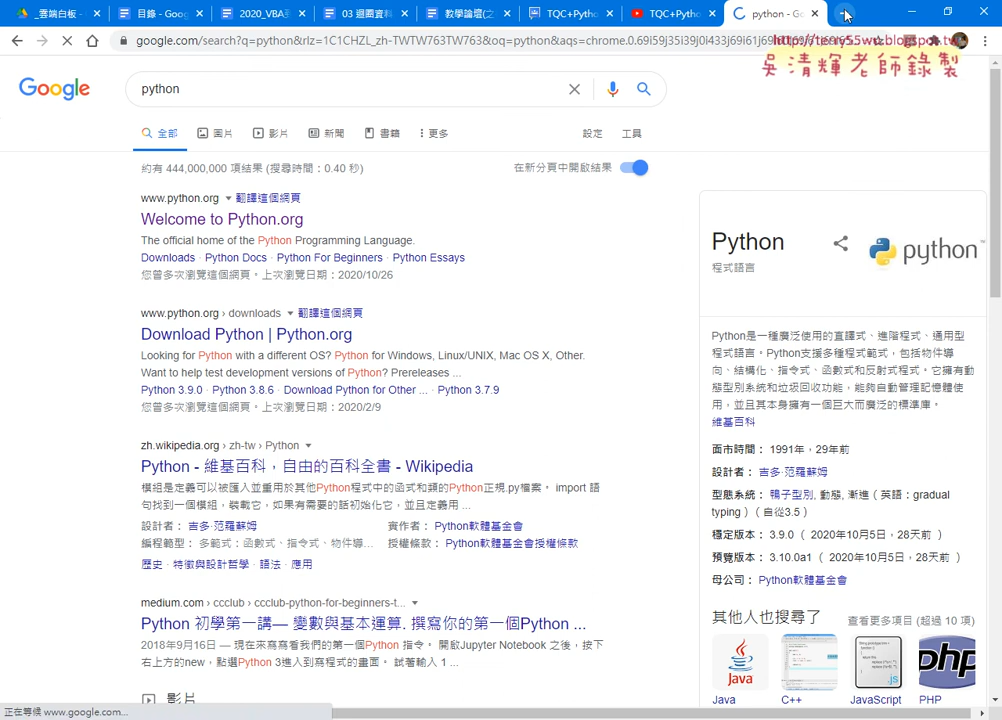 _雲端白板 -
目錄 - Goog
2020_VBA到
03 迴圈資料
教學論壇(之
TQC+Python
TQC+Pytho
python - Go
google.com/search?q=python&rlz=1C1CHZL_zh-TWTW763TW763&oq=python&aqs=chrome.0.69i59j35i39j0i433j69i61j69i6
http://terry55wu.blogspot.tw
吳清輝老師錄製
Google
python
全部
圖片
影片
新聞
書籍
更多
設定
工具
約有 444,000,000 項結果 (搜尋時間:0.40 秒)
在新分頁中開啟結果
www.python.org
翻譯這個網頁
Welcome to Python.org
The official home of the Python Programming Language.
Downloads · Python Docs · Python For Beginners · Python Essays
您曾多次瀏覽這個網頁。上次瀏覽日期:2020/10/26
www.python.org › downloads
翻譯這個網頁
Download Python | Python.org
Looking for Python with a different OS? Python for Windows, Linux/UNIX, Mac OS X, Other.
Want to help test development versions of Python? Prereleases ...
Python 3.9.0 · Python 3.8.6 · Download Python for Other ... · Python 3.7.9
您曾多次瀏覽這個網頁。上次瀏覽日期:2020/2/9
zh.wikipedia.org › zh-tw › Python
Python - 維基百科,自由的百科全書 - Wikipedia
模組是定義可以被匯入並重用於其他Python程式中的函式和類的Python正規.py檔案。 import 語
句找到一個模組,裝載它,如果有需要的話初始化它,並且定義用 ...
設計者: 吉多·范羅蘇姆
實作者: Python軟體基金會
編程範型: 多範式:函數式、指令式、物件導...
授權條款: Python軟體基金會授權條款
歷史 · 特徵與設計哲學 · 語法 · 應用
medium.com › ccclub › ccclub-python-for-beginners-t...
Python 初學第一講— 變數與基本運算. 撰寫你的第一個Python ...
2018年9月16日 — 現在來寫寫看我們的第一個Python 指令。 開啟Jupyter Notebook 之後,按下
右上方的new,點選Python 3進入到寫程式的畫面。 試著輸入 1 ...
影片
Python
程式語言
python
Python是一種廣泛使用的直譯式、進階程式、通用型
程式語言。Python支援多種程式範式,包括物件導
向、結構化、指令式、函數式和反射式程式。它擁有動
態型別系統和垃圾回收功能,能夠自動管理記憶體使
用,並且其本身擁有一個巨大而廣泛的標準庫。
維基百科
面市時間: 1991年,29年前
設計者: 吉多·范羅蘇姆
型態系統: 鴨子型別, 動態, 漸進(英語:gradual
typing)(自從3.5)
穩定版本: 3.9.0 (2020年10月5日,28天前 )
預覽版本: 3.10.0a1 ( 2020年10月5日,28天前 )
母公司: Python軟體基金會
其他人也搜尋了
查看更多項目 (超過 10 項)
Java
php
Java
C++
JavaScript
PHP
正在等候 www.google.com...